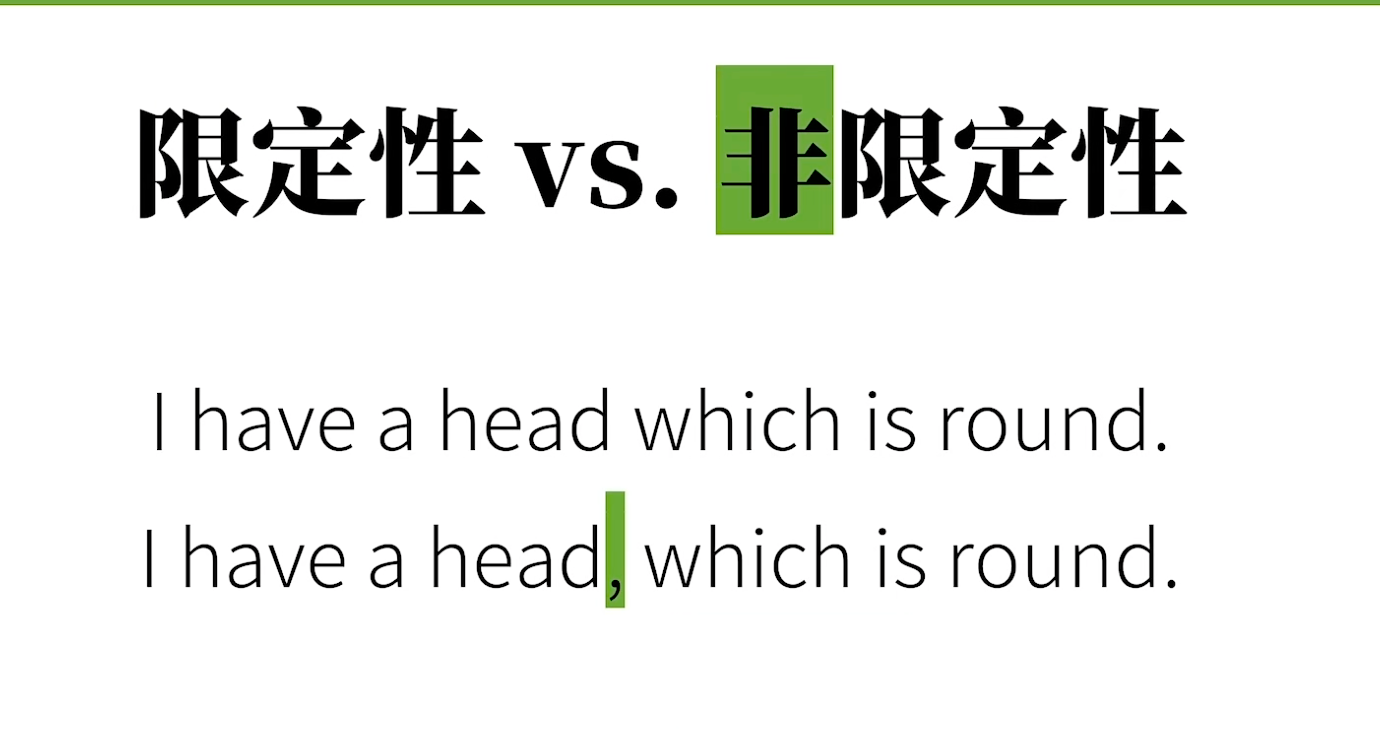 限定性 vs. 非限定性
I have a head which is round.
I have a head, which is round.